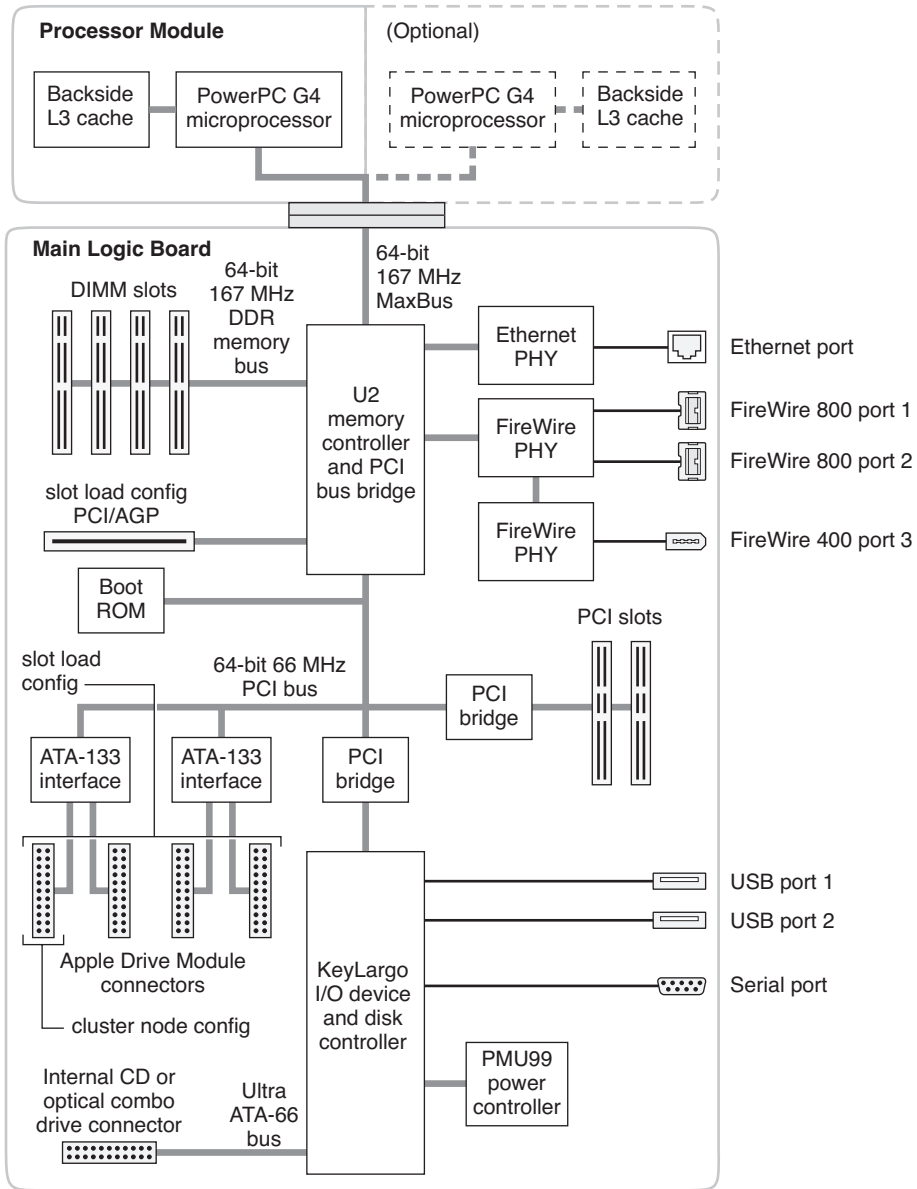 Processor Module
(Optional)
Backside
L3 cache
PowerPC G4
microprocessor
PowerPC G4
microprocessor
Backside
L3 cache
Main Logic Board
64-bit
167 MHz
MaxBus
DIMM slots
64-bit
167 MHz
DDR
memory
bus
U2
memory
controller
and PCI
bus bridge
Ethernet
PHY
Ethernet port
FireWire
PHY
FireWire 800 port 1
FireWire 800 port 2
slot load config
PCI/AGP
FireWire
PHY
FireWire 400 port 3
Boot
ROM
PCI slots
slot load
config
64-bit 66 MHz
PCI bus
PCI
bridge
ATA-133
interface
ATA-133
interface
PCI
bridge
Apple Drive Module
connectors
cluster node config
KeyLargo
I/O device
and disk
controller
USB port 1
USB port 2
Serial port
PMU99
power
controller
Internal CD or
optical combo
drive connector
Ultra
ATA-66
bus